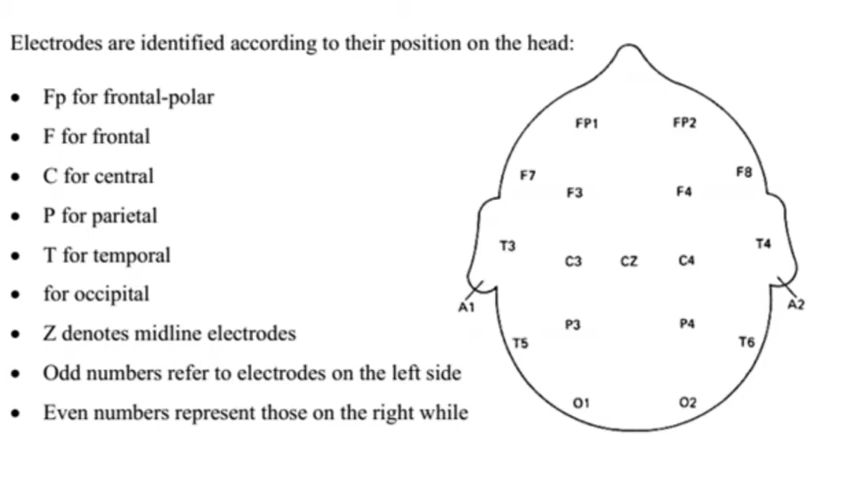 Electrodes are identified according to their position on the head:
• Fp for frontal-polar
• F for frontal
• C for central
• P for parietal
• T for temporal
• for occipital
• Z denotes midline electrodes
• Odd numbers refer to electrodes on the left side
• Even numbers represent those on the right while
FP1 FP2
F7 F8
F3 F4
T3 T4
C3 CZ C4
A1 A2
P3 P4
T5 T6
O1 O2